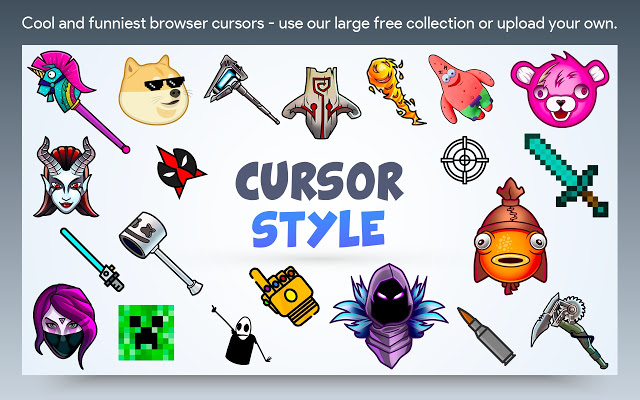 Cool and funniest browser cursors - use our large free collection or upload your own.
CURSOR
STYLE